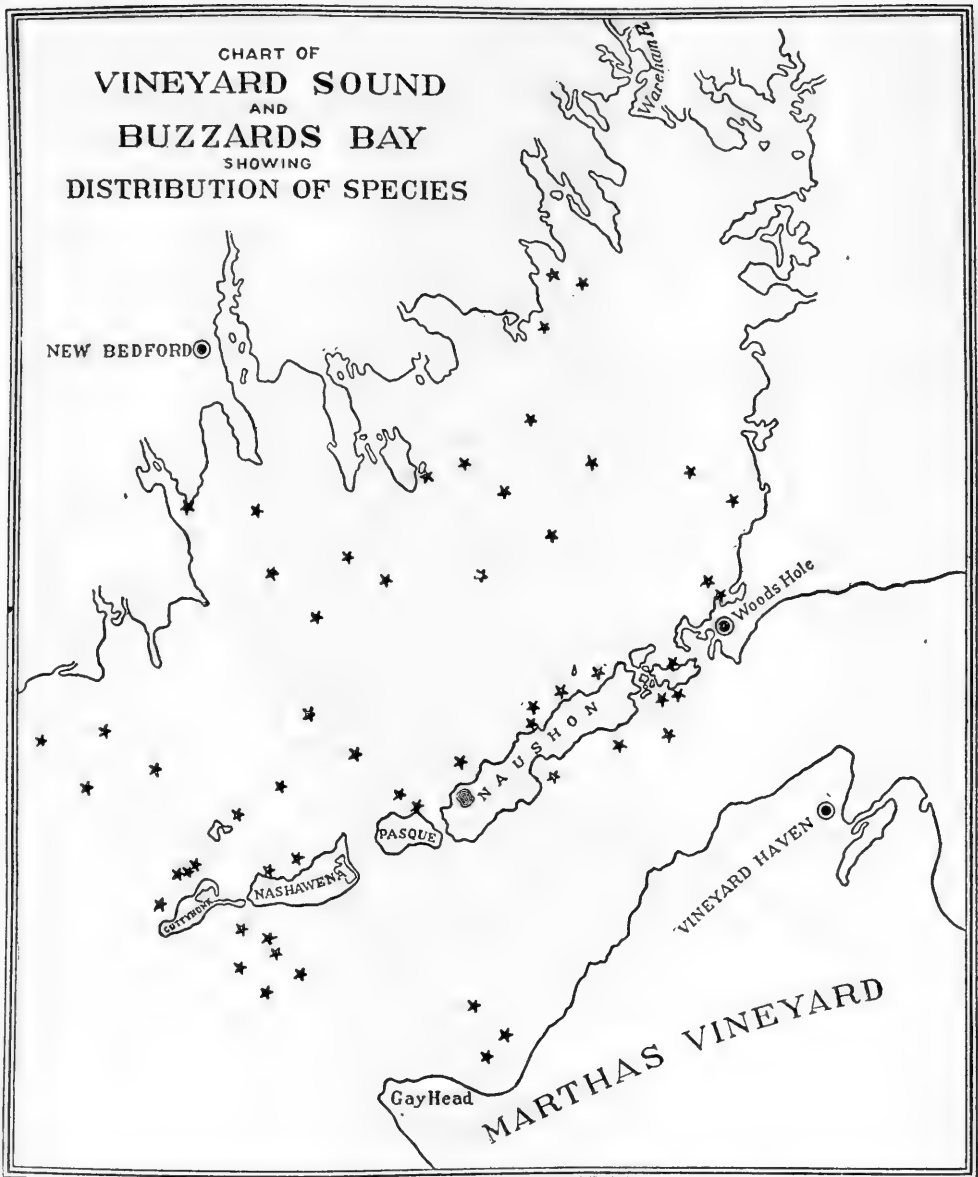 CHART OF
VINEYARD SOUND
AND
BUZZARDS BAY
SHOWING
DISTRIBUTION OF SPECIES
Wareham R.
NEW BEDFORD
Woods Hole
NAUSHON
PASQUE
NASHAWENA
CUTTYHUNK
VINEYARD HAVEN
MARTHAS VINEYARD
Gay Head